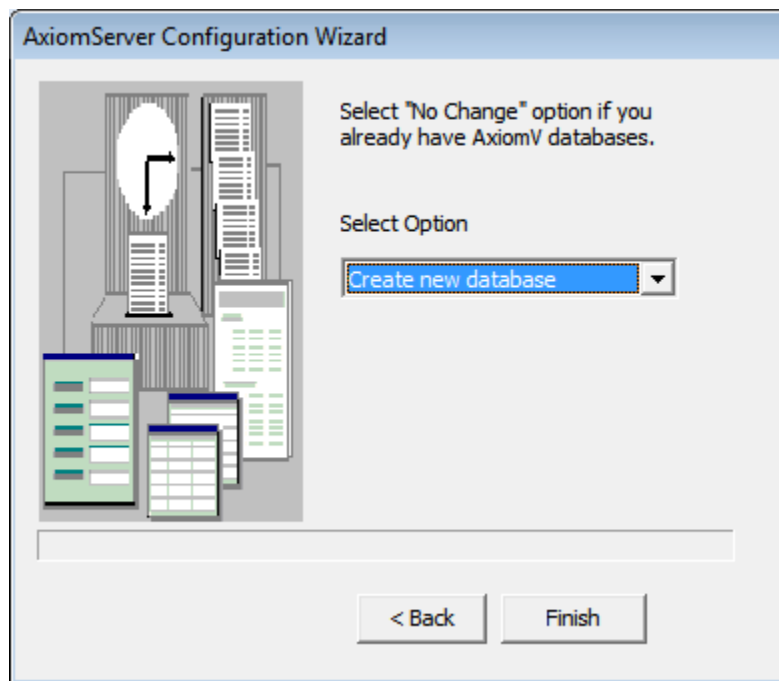 AxiomServer Configuration Wizard
Select "No Change" option if you
already have AxiomV databases.
Select Option
Create new database
< Back
Finish